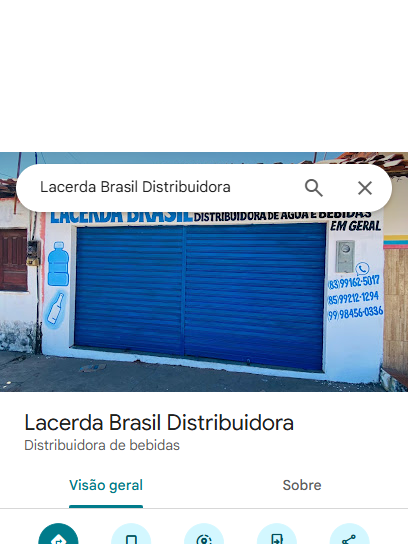 Lacerda Brasil Distribuidora
LACERDA BRASIL DISTRIBUIDORA DE ÁGUA E BEBIDAS
EM GERAL
(83)99162-5017
(85)99212-1294
(99)98456-0336
Lacerda Brasil Distribuidora
Distribuidora de bebidas
Visão geral
Sobre